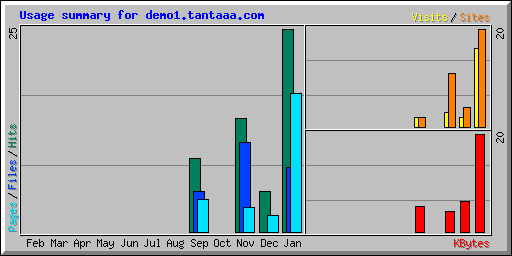 Usage summary for demo1.tantaaa.com
Visits/Sites
25
20
Pages/Files/Hits
20
Feb Mar Apr May Jun Jul Aug Sep Oct Nov Dec Jan
KBytes